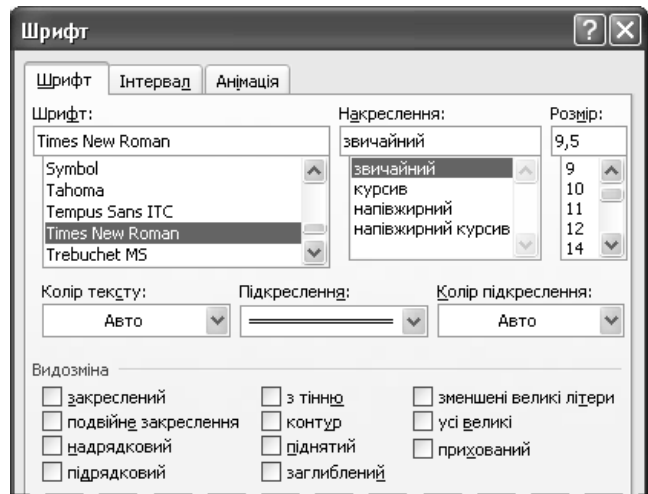 Шрифт
Шрифт Інтервал Анімація
Шрифт: Накреслення: Розмір:
Times New Roman звичайний 9,5
Symbol звичайний 9
Tahoma курсив 10
Tempus Sans ITC напівжирний 11
Times New Roman напівжирний курсив 12
Trebuchet MS 14
Колір тексту: Підкреслення: Колір підкреслення:
Авто Авто
Видозміна
закреслений з тінню зменшені великі літери
подвійне закреслення контур усі великі
надрядковий піднятий прихований
підрядковий заглиблений